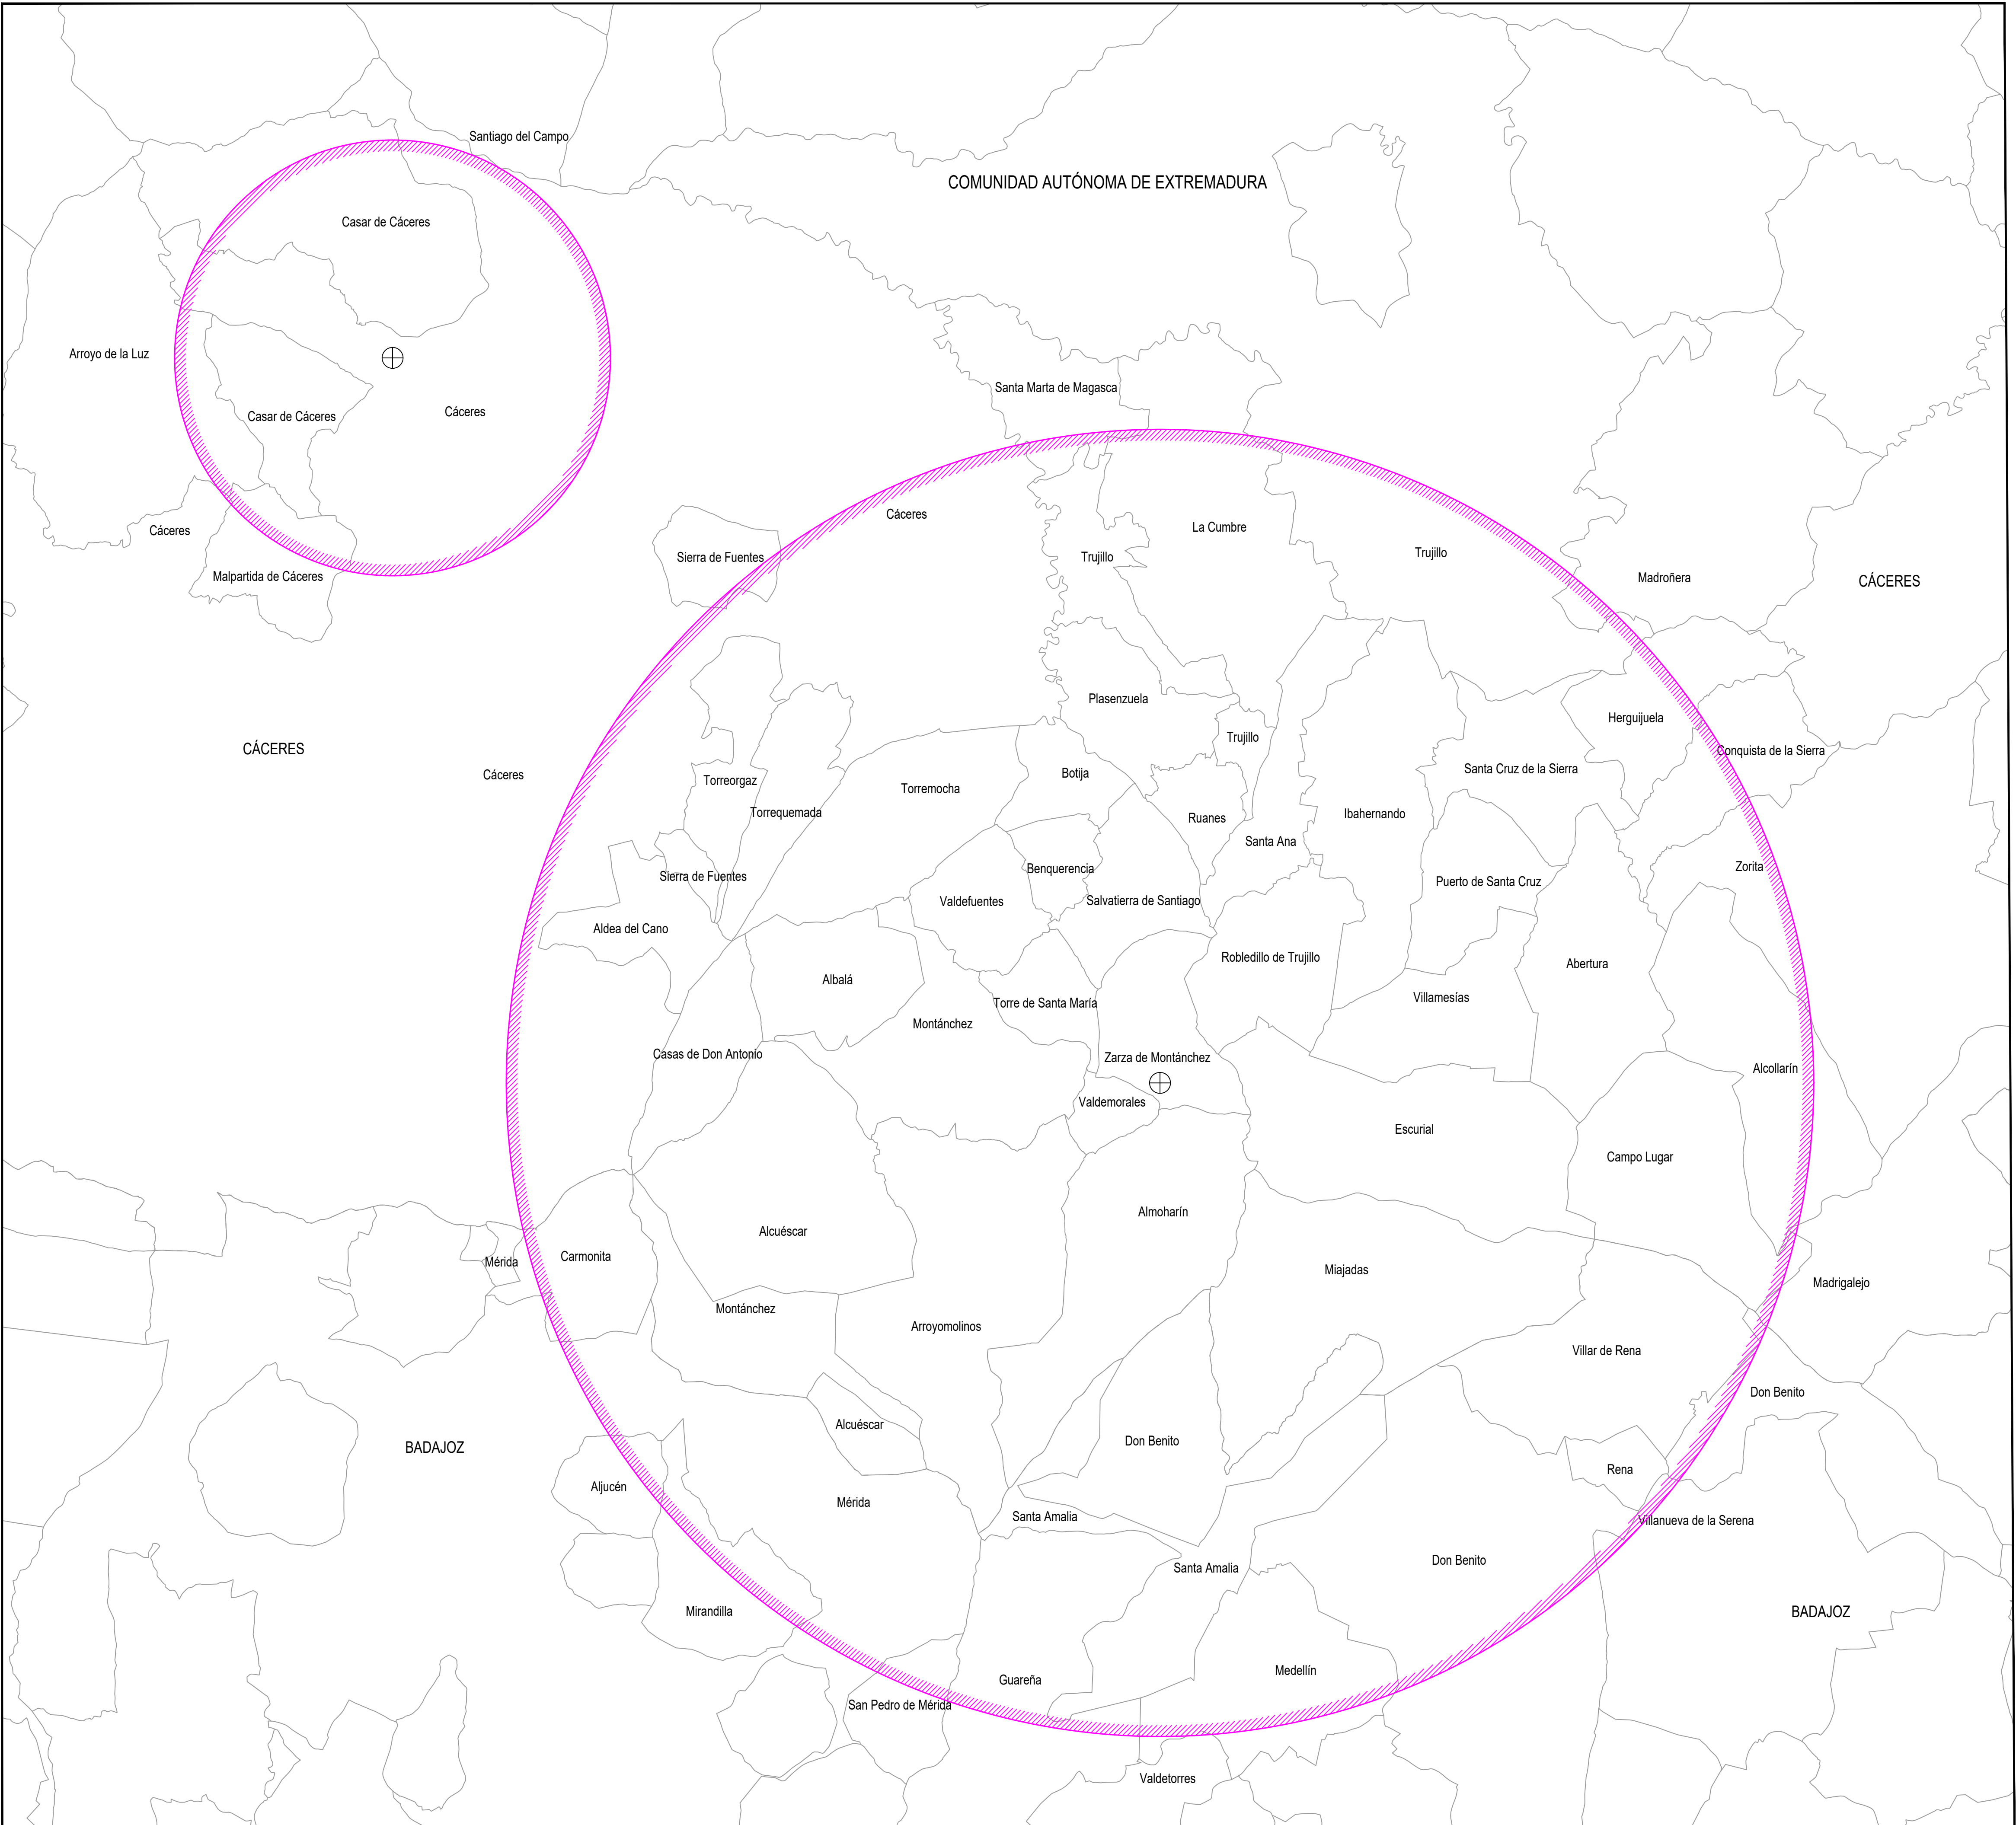 Santiago del Campo
COMUNIDAD AUTÓNOMA DE EXTREMADURA
Casar de Cáceres
Arroyo de la Luz
Santa Marta de Magasca
Cáceres
Casar de Cáceres
Cáceres
La Cumbre
Cáceres
Trujillo
Sierra de Fuentes
Trujillo
Malpartida de Cáceres
Madroñera
CÁCERES
Plasenzuela
Herguijuela
Trujillo
CÁCERES
Conquista de la Sierra
Santa Cruz de la Sierra
Botija
Cáceres
Torreorgaz
Torremocha
Torrequemada
Ibahernando
Ruanes
Santa Ana
Zorita
Benquerencia
Sierra de Fuentes
Puerto de Santa Cruz
Valdefuentes
Salvatierra de Santiago
Aldea del Cano
Robledillo de Trujillo
Abertura
Albalá
Villamesías
Torre de Santa María
Montánchez
Casas de Don Antonio
Zarza de Montánchez
Alcollarín
Valdemorales
Escurial
Campo Lugar
Almoharín
Alcuéscar
Carmonita
Mérida
Miajadas
Madrigalejo
Montánchez
Arroyomolinos
Villar de Rena
Don Benito
Alcuéscar
Don Benito
BADAJOZ
Rena
Aljucén
Mérida
Santa Amalia
Villanueva de la Serena
Don Benito
Santa Amalia
Mirandilla
BADAJOZ
Medellín
Guareña
San Pedro de Mérida
Valdetorres